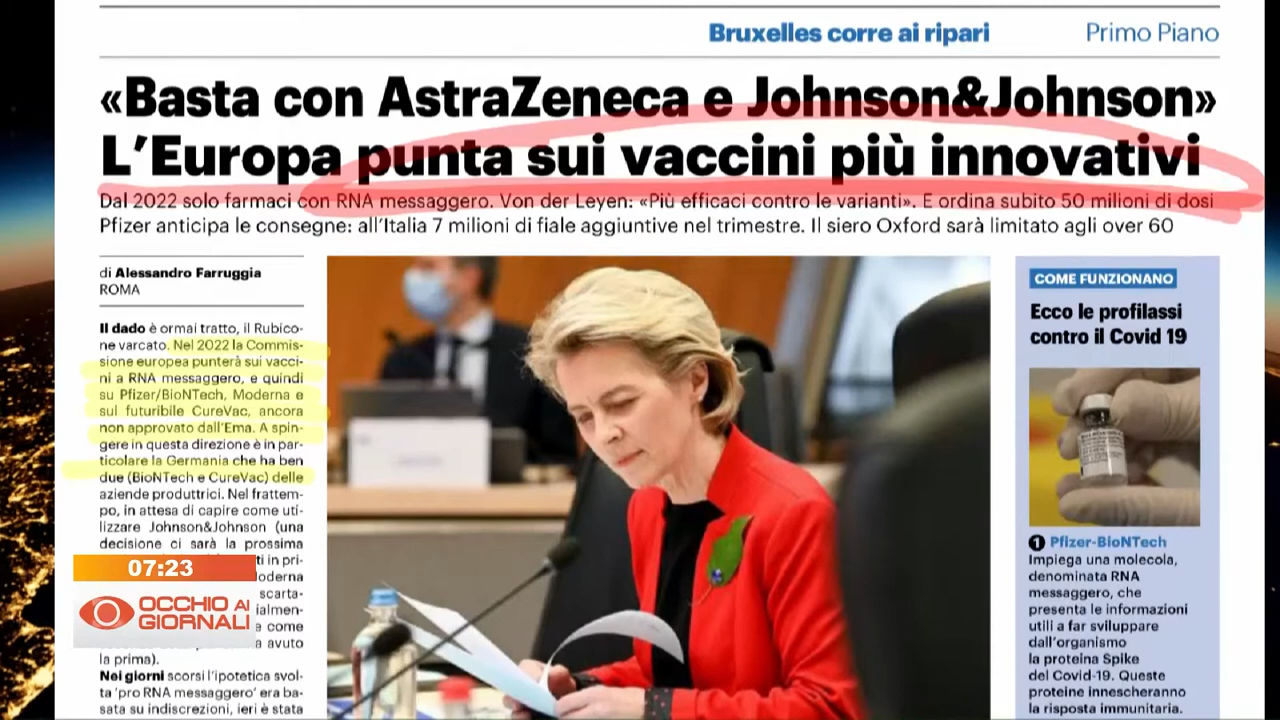 Bruxelles corre ai ripari
Primo Piano
«Basta con AstraZeneca e Johnson&Johnson»
L'Europa punta sui vaccini più innovativi
Dal 2022 solo farmaci con RNA messaggero. Von der Leyen: «Più efficaci contro le varianti». E ordina subito 50 milioni di dosi
Pfizer anticipa le consegne: all'Italia 7 milioni di fiale aggiuntive nel trimestre. Il siero Oxford sarà limitato agli over 60
di Alessandro Farruggia
ROMA
Il dado è ormai tratto, il Rubico-
ne varcato. Nel 2022 la Commis-
sione europea punterà sui vacci-
ni a RNA messaggero, e quindi
su Pfizer/BioNTech, Moderna e
sul futuribile CureVac, ancora
non approvato dall'Ema. A spin-
gere in questa direzione è in par-
ticolare la Germania che ha ben
due (BioNTech e CureVac) delle
aziende produttrici. Nel frattem-
po, in attesa di capire come uti-
lizzare Johnson&Johnson (una
decisione ci sarà la prossima
ti in pri-
loderna
scarta-
ialmen-
e come
a avuto
la prima).
Nei giorni scorsi l'ipotetica svol-
ta 'pro RNA messaggero' era ba-
sata su indiscrezioni, ieri è stata
07:23
OCCHIO AI
GIORNALI
COME FUNZIONANO
Ecco le profilassi
contro il Covid 19
1 Pfizer-BioNTech
Impiega una molecola,
denominata RNA
messaggero, che
presenta le informazioni
utili a far sviluppare
dall'organismo
la proteina Spike
del Covid-19. Queste
proteine innescheranno
la risposta immunitaria.